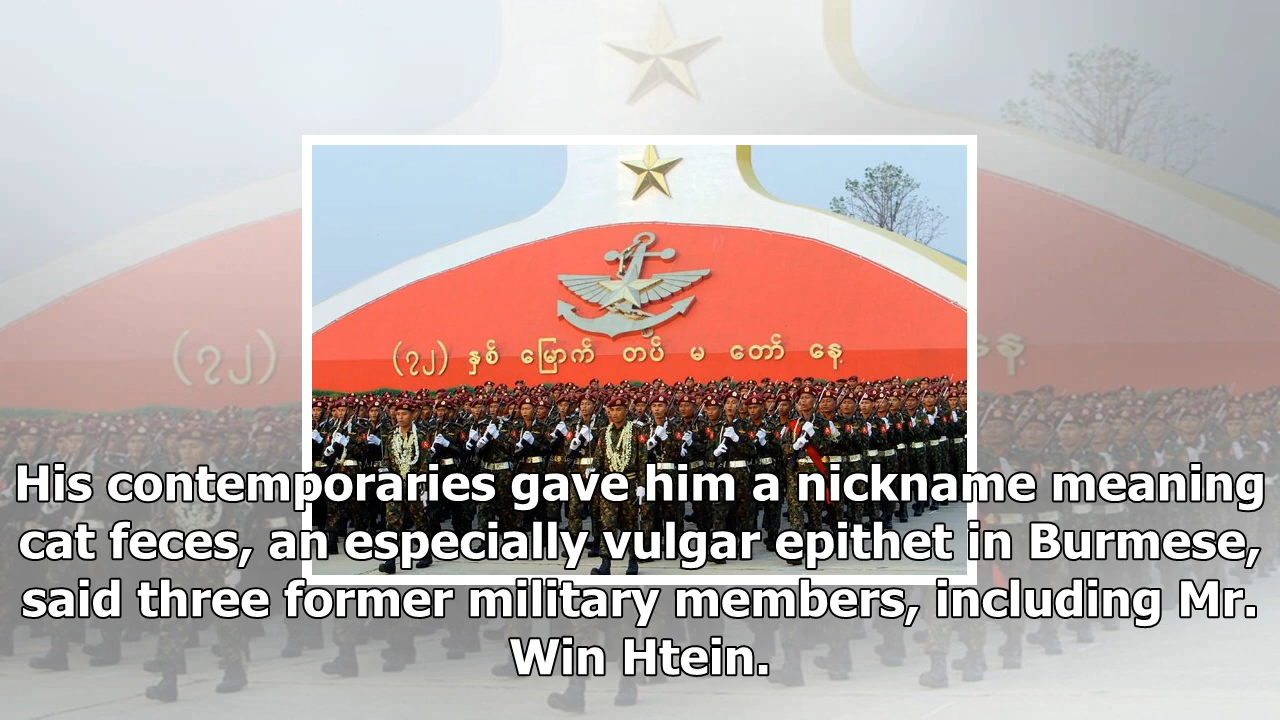 (၇၂) နှစ် မြောက် တပ် မ တော် နေ့
His contemporaries gave him a nickname meaning
cat feces, an especially vulgar epithet in Burmese,
said three former military members, including Mr.
Win Htein.